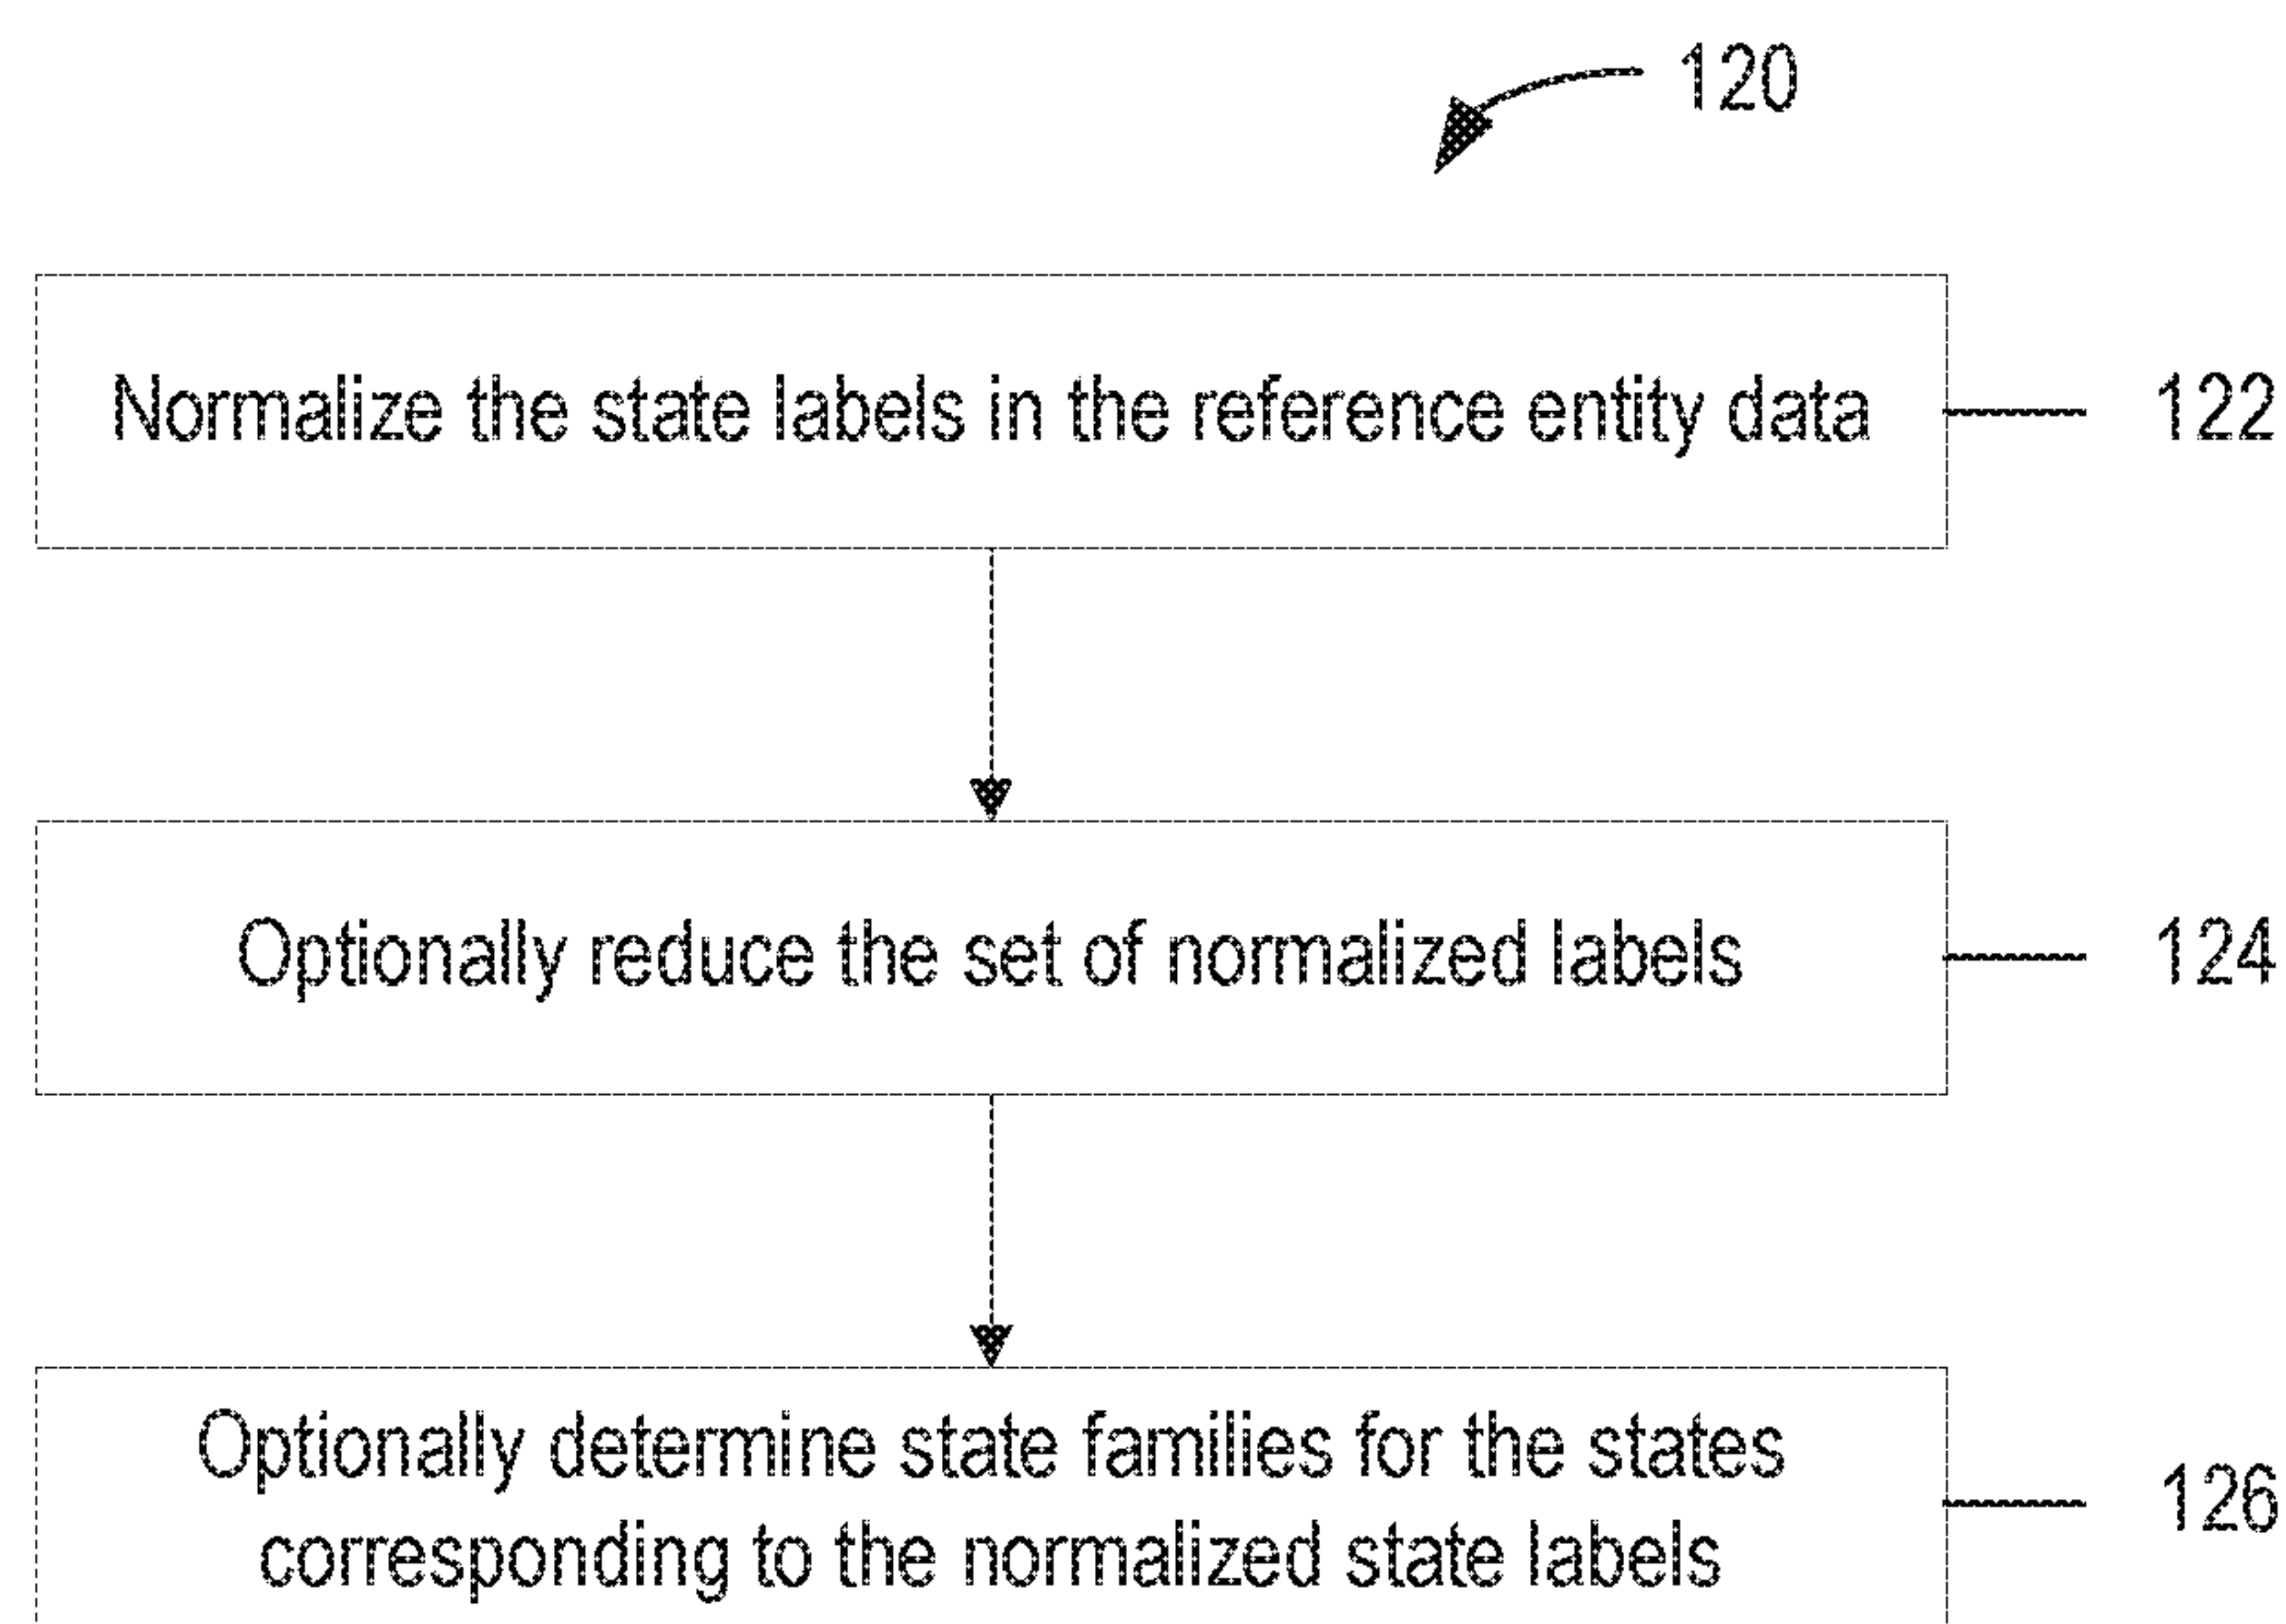 120
Normalize the state labels in the reference entity data
122
Optionally reduce the set of normalized labels
124
Optionally determine state families for the states
corresponding to the normalized state labels
126